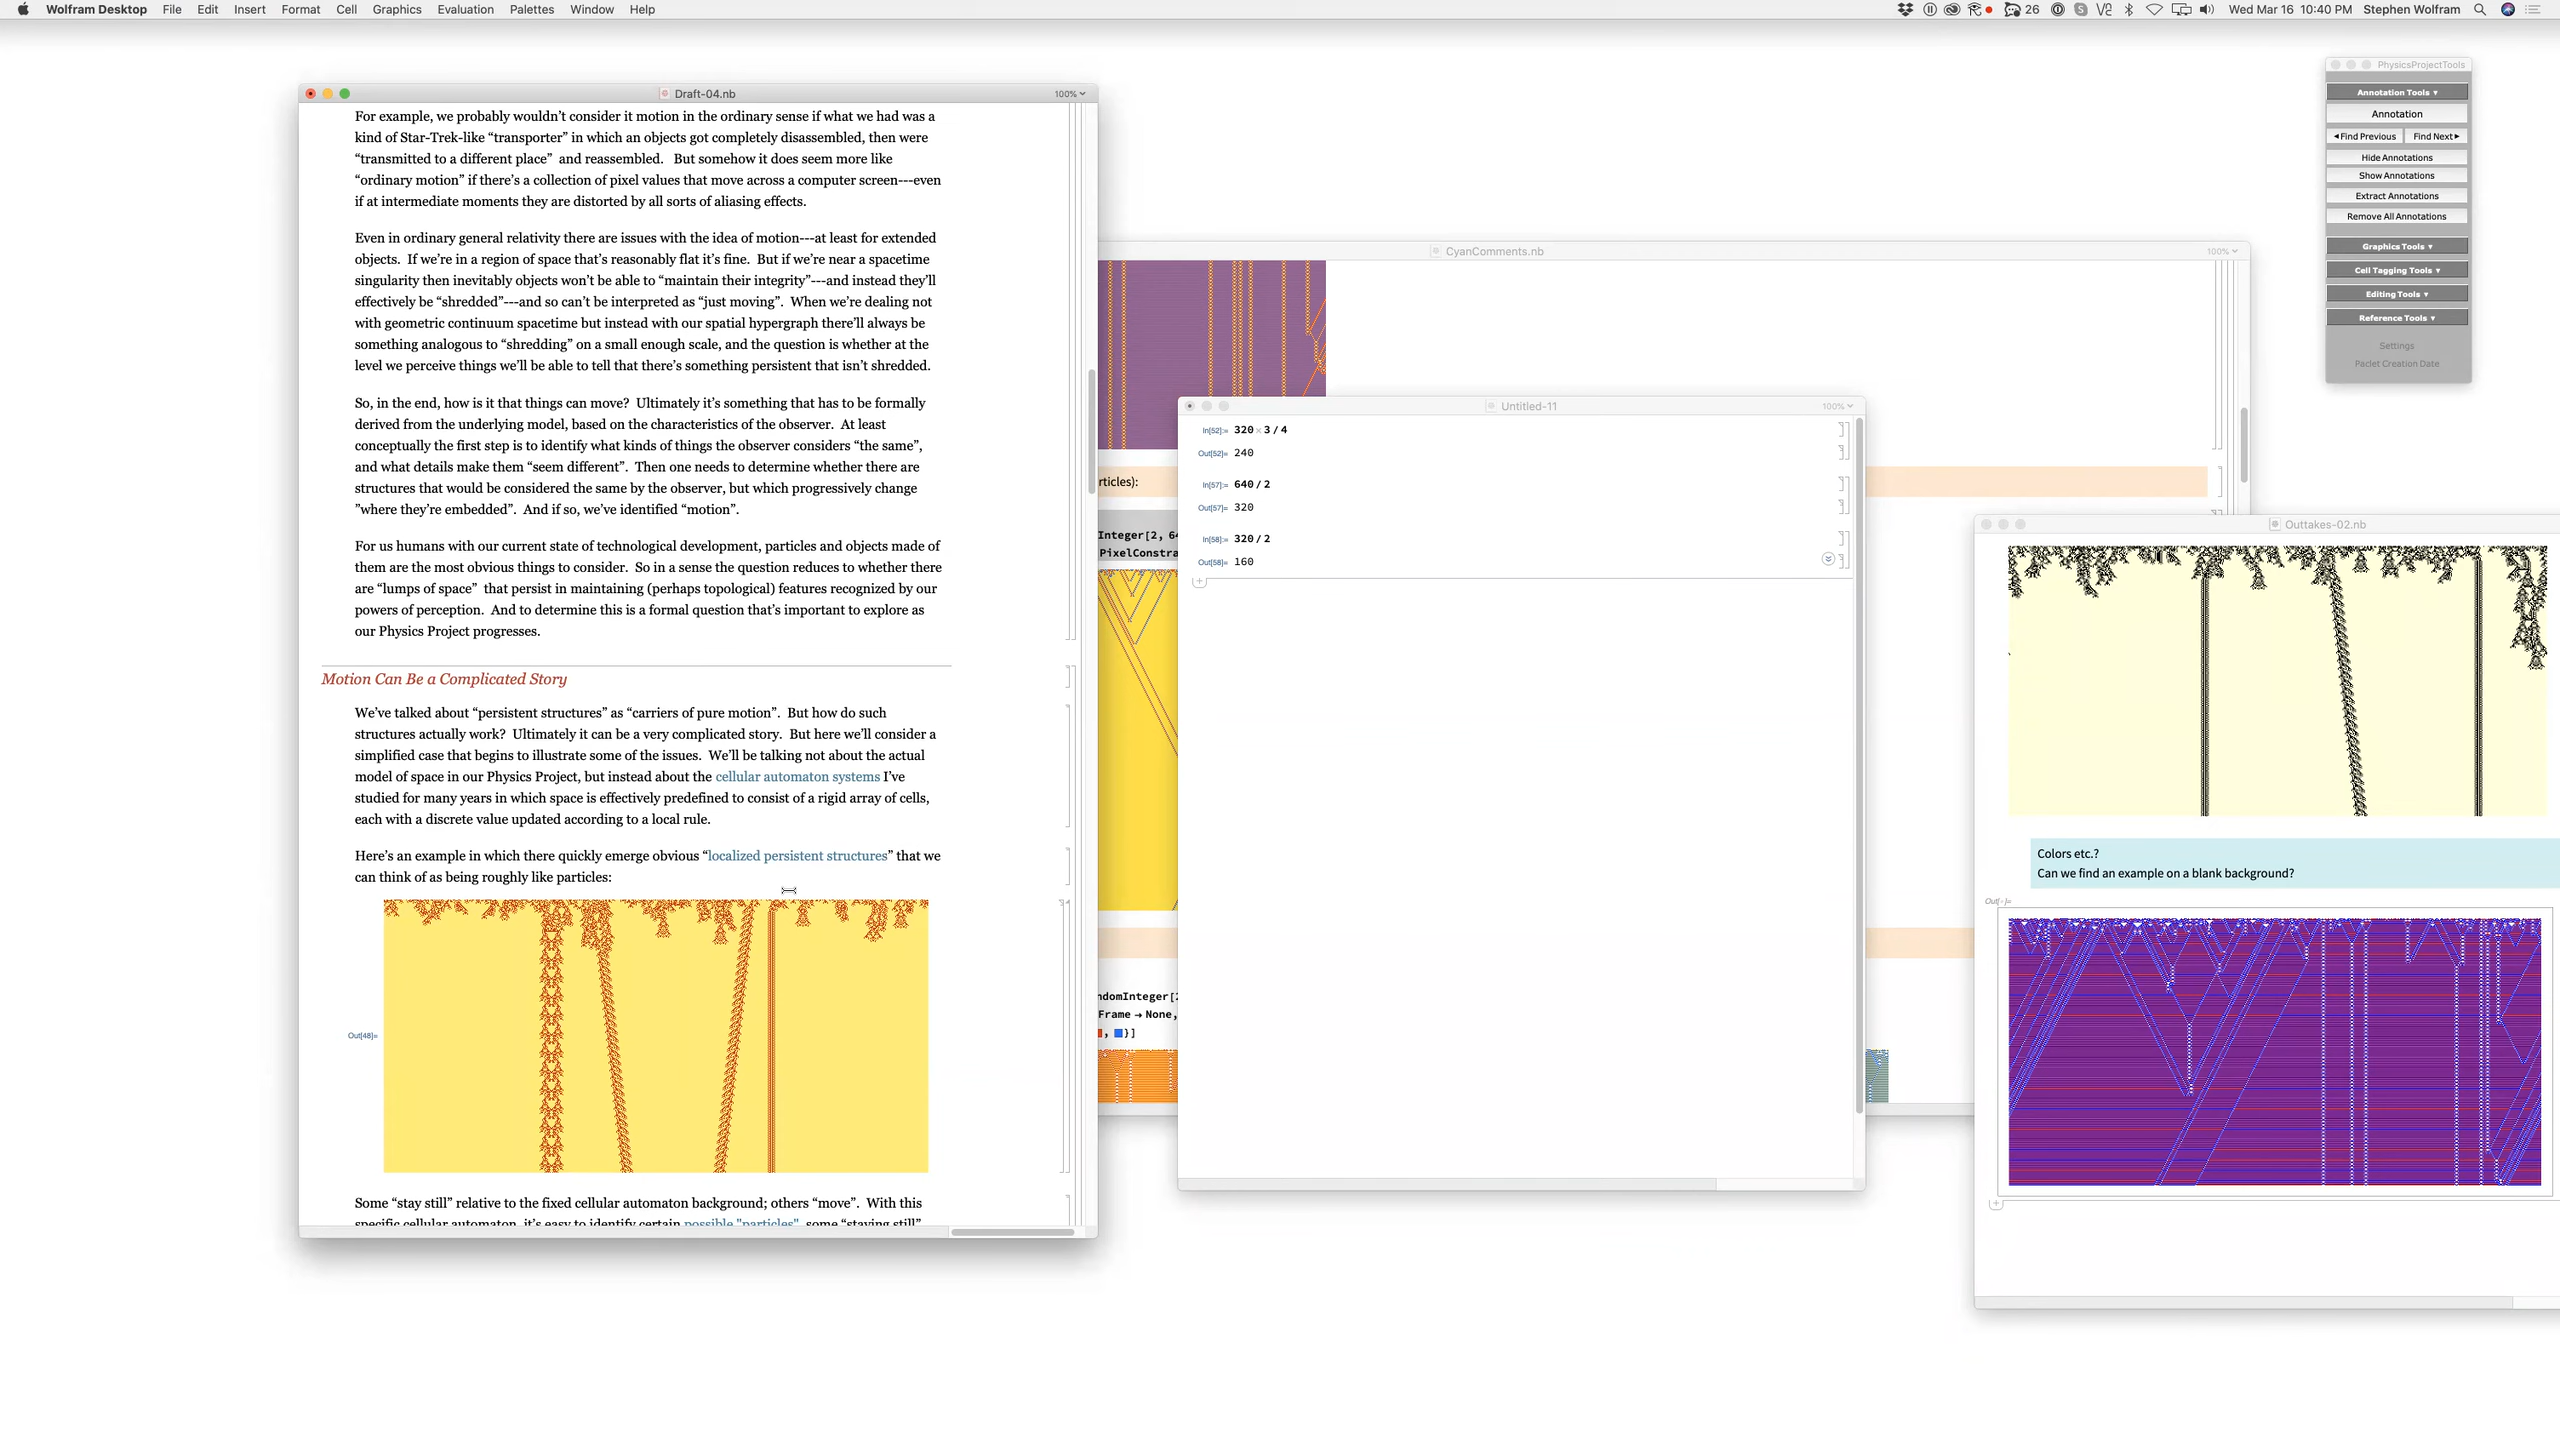 Wolfram Desktop File Edit Insert Format Cell Graphics Evaluation Palettes Window Help
26 Wed Mar 16 10:40 PM Stephen Wolfram
Draft-04.nb 100%
For example, we probably wouldn't consider it motion in the ordinary sense if what we had was a
kind of Star-Trek-like “transporter” in which an objects got completely disassembled, then were
“transmitted to a different place”  and reassembled.   But somehow it does seem more like
“ordinary motion” if there's a collection of pixel values that move across a computer screen---even
if at intermediate moments they are distorted by all sorts of aliasing effects.
Even in ordinary general relativity there are issues with the idea of motion---at least for extended
objects.  If we're in a region of space that's reasonably flat it's fine.  But if we're near a spacetime
singularity then inevitably objects won't be able to “maintain their integrity”---and instead they'll
effectively be “shredded”---and so can't be interpreted as “just moving”.  When we're dealing not
with geometric continuum spacetime but instead with our spatial hypergraph there'll always be
something analogous to “shredding” on a small enough scale, and the question is whether at the
level we perceive things we'll be able to tell that there's something persistent that isn't shredded.
So, in the end, how is it that things can move?  Ultimately it's something that has to be formally
derived from the underlying model, based on the characteristics of the observer.  At least
conceptually the first step is to identify what kinds of things the observer considers “the same”,
and what details make them “seem different”.  Then one needs to determine whether there are
structures that would be considered the same by the observer, but which progressively change
”where they're embedded”.  And if so, we've identified “motion”.
For us humans with our current state of technological development, particles and objects made of
them are the most obvious things to consider.  So in a sense the question reduces to whether there
are “lumps of space”  that persist in maintaining (perhaps topological) features recognized by our
powers of perception.  And to determine this is a formal question that's important to explore as
our Physics Project progresses.
Motion Can Be a Complicated Story
We've talked about “persistent structures” as “carriers of pure motion”.  But how do such
structures actually work?  Ultimately it can be a very complicated story.  But here we'll consider a
simplified case that begins to illustrate some of the issues.  We'll be talking not about the actual
model of space in our Physics Project, but instead about the cellular automaton systems I've
studied for many years in which space is effectively predefined to consist of a rigid array of cells,
each with a discrete value updated according to a local rule.
Here's an example in which there quickly emerge obvious “localized persistent structures” that we
can think of as being roughly like particles:
Out[48]=
Some “stay still” relative to the fixed cellular automaton background; others “move”.  With this
specific cellular automaton, it's easy to identify certain possible "particles", some “staying still”
CyanComments.nb 100%
rticles):
Integer[2, 64
PixelConstra
ndomInteger[2
Frame → None,
, }]
Untitled-11 100%
In[52]:= 320 × 3 / 4
Out[52]= 240
In[57]:= 640 / 2
Out[57]= 320
In[58]:= 320 / 2
Out[58]= 160
PhysicsProjectTools
Annotation Tools ▼
Annotation
◂Find Previous Find Next▸
Hide Annotations
Show Annotations
Extract Annotations
Remove All Annotations
Graphics Tools ▼
Cell Tagging Tools ▼
Editing Tools ▼
Reference Tools ▼
Settings
Paclet Creation Date
Outtakes-02.nb
Colors etc.?
Can we find an example on a blank background?
Out[•]=